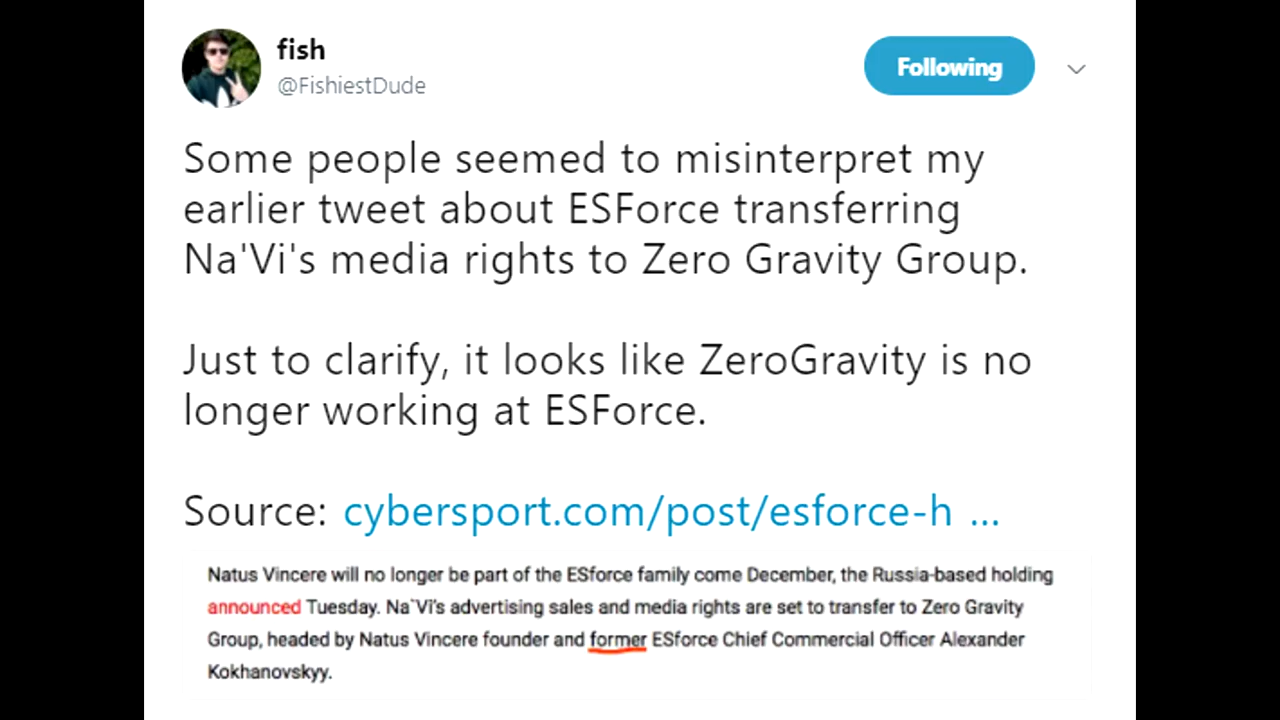 fish
@FishiestDude
Following
Some people seemed to misinterpret my
earlier tweet about ESForce transferring
Na'Vi's media rights to Zero Gravity Group.
Just to clarify, it looks like ZeroGravity is no
longer working at ESForce.
Source: cybersport.com/post/esforce-h ...
Natus Vincere will no longer be part of the ESforce family come December, the Russia-based holding
announced Tuesday. Na`Vi's advertising sales and media rights are set to transfer to Zero Gravity
Group, headed by Natus Vincere founder and former ESforce Chief Commercial Officer Alexander
Kokhanovskyy.